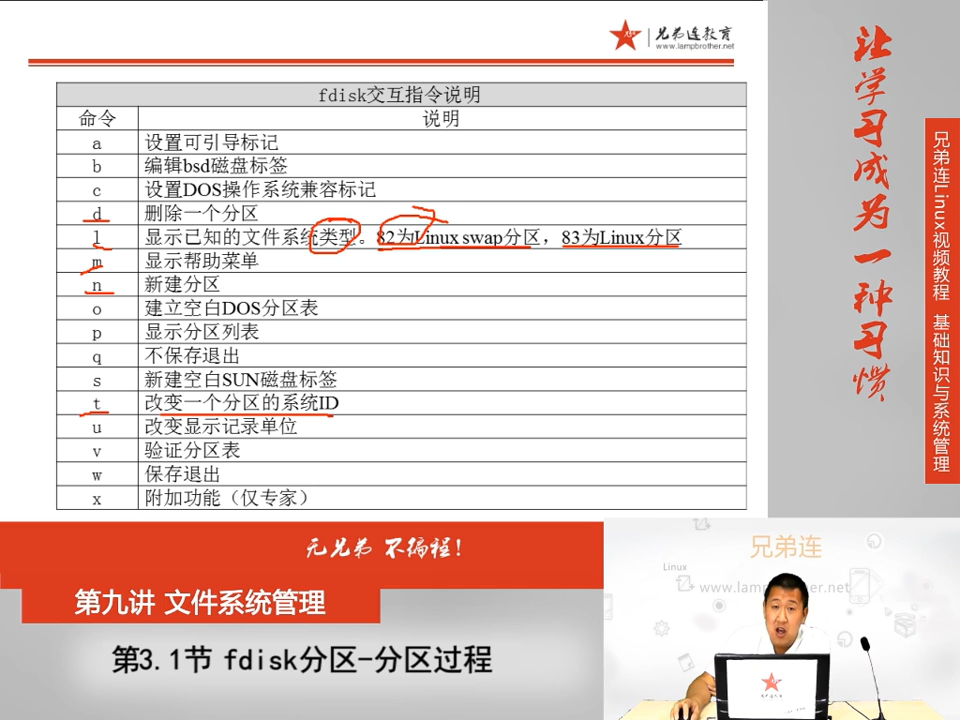 兄弟连教育
www.lampbrother.net
fdisk交互指令说明
命令 说明
a 设置可引导标记
b 编辑bsd磁盘标签
c 设置DOS操作系统兼容标记
d 删除一个分区
l 显示已知的文件系统类型。82为Linux swap分区，83为Linux分区
m 显示帮助菜单
n 新建分区
o 建立空白DOS分区表
p 显示分区列表
q 不保存退出
s 新建空白SUN磁盘标签
t 改变一个分区的系统ID
u 改变显示记录单位
v 验证分区表
w 保存退出
x 附加功能（仅专家）
让学习成为一种习惯
兄弟连Linux视频教程 基础知识与系统管理
无兄弟 不编程!
第九讲 文件系统管理
第3.1节 fdisk分区-分区过程
兄弟连
Linux